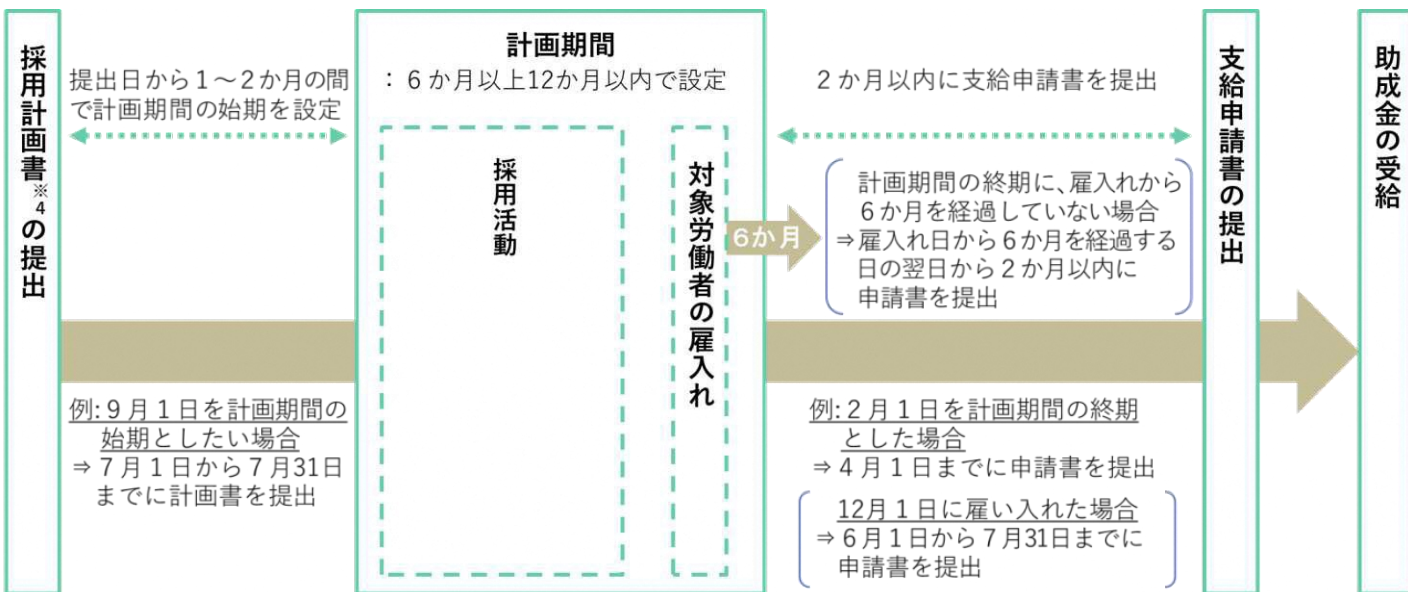 採用計画書※4の提出
提出日から1～2か月の間
で計画期間の始期を設定
例:9月1日を計画期間の
始期としたい場合
⇒7月1日から7月31日
までに計画書を提出
計画期間
：6か月以上12か月以内で設定
採用活動
対象労働者の雇入れ
6か月
2か月以内に支給申請書を提出
計画期間の終期に、雇入れから
6か月を経過していない場合
⇒雇入れ日から6か月を経過する
日の翌日から2か月以内に
申請書を提出
例:2月1日を計画期間の終期
とした場合
⇒4月1日までに申請書を提出
12月1日に雇い入れた場合
⇒6月1日から7月31日までに
申請書を提出
支給申請書の提出
助成金の受給